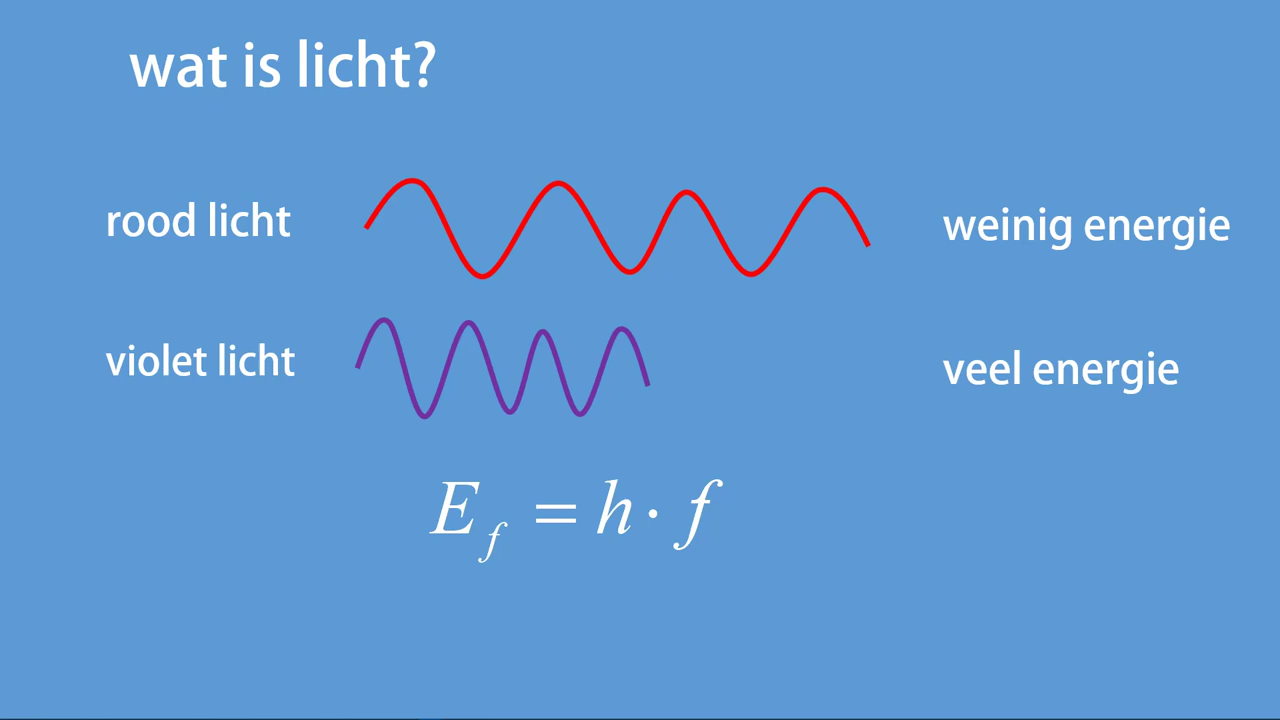 wat is licht?
rood licht weinig energie
violet licht veel energie
E_f = h · f